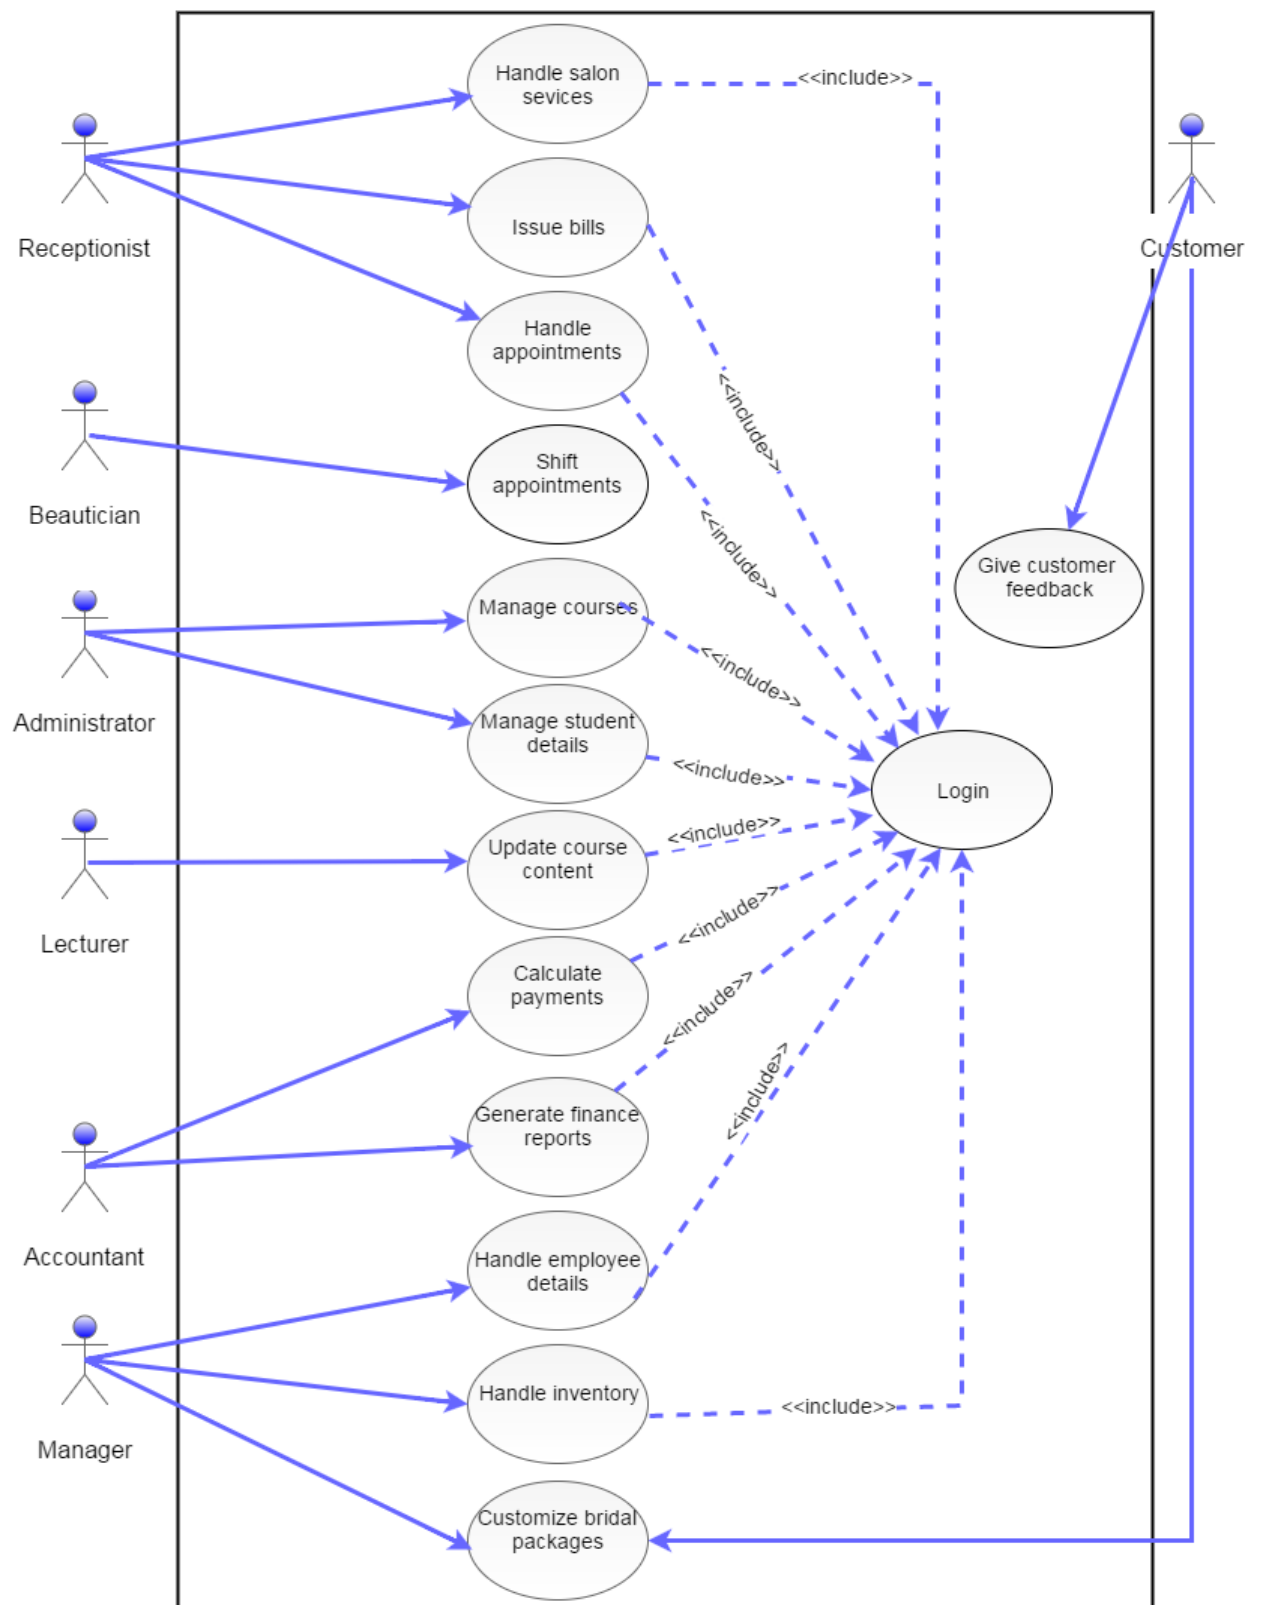 Handle salon
sevices
<<include>>
Receptionist
Issue bills
Customer
Handle
appointments
<<include>>
Beautician
Shift
appointments
<<include>>
Give customer
feedback
Manage courses
<<include>>
Administrator
Manage student
details
<<include>>
Login
<<include>>
Update course
content
Lecturer
<<include>>
Calculate
payments
<<include>>
Generate finance
reports
<<include>>
Accountant
Handle employee
details
Handle inventory
<<include>>
Manager
Customize bridal
packages